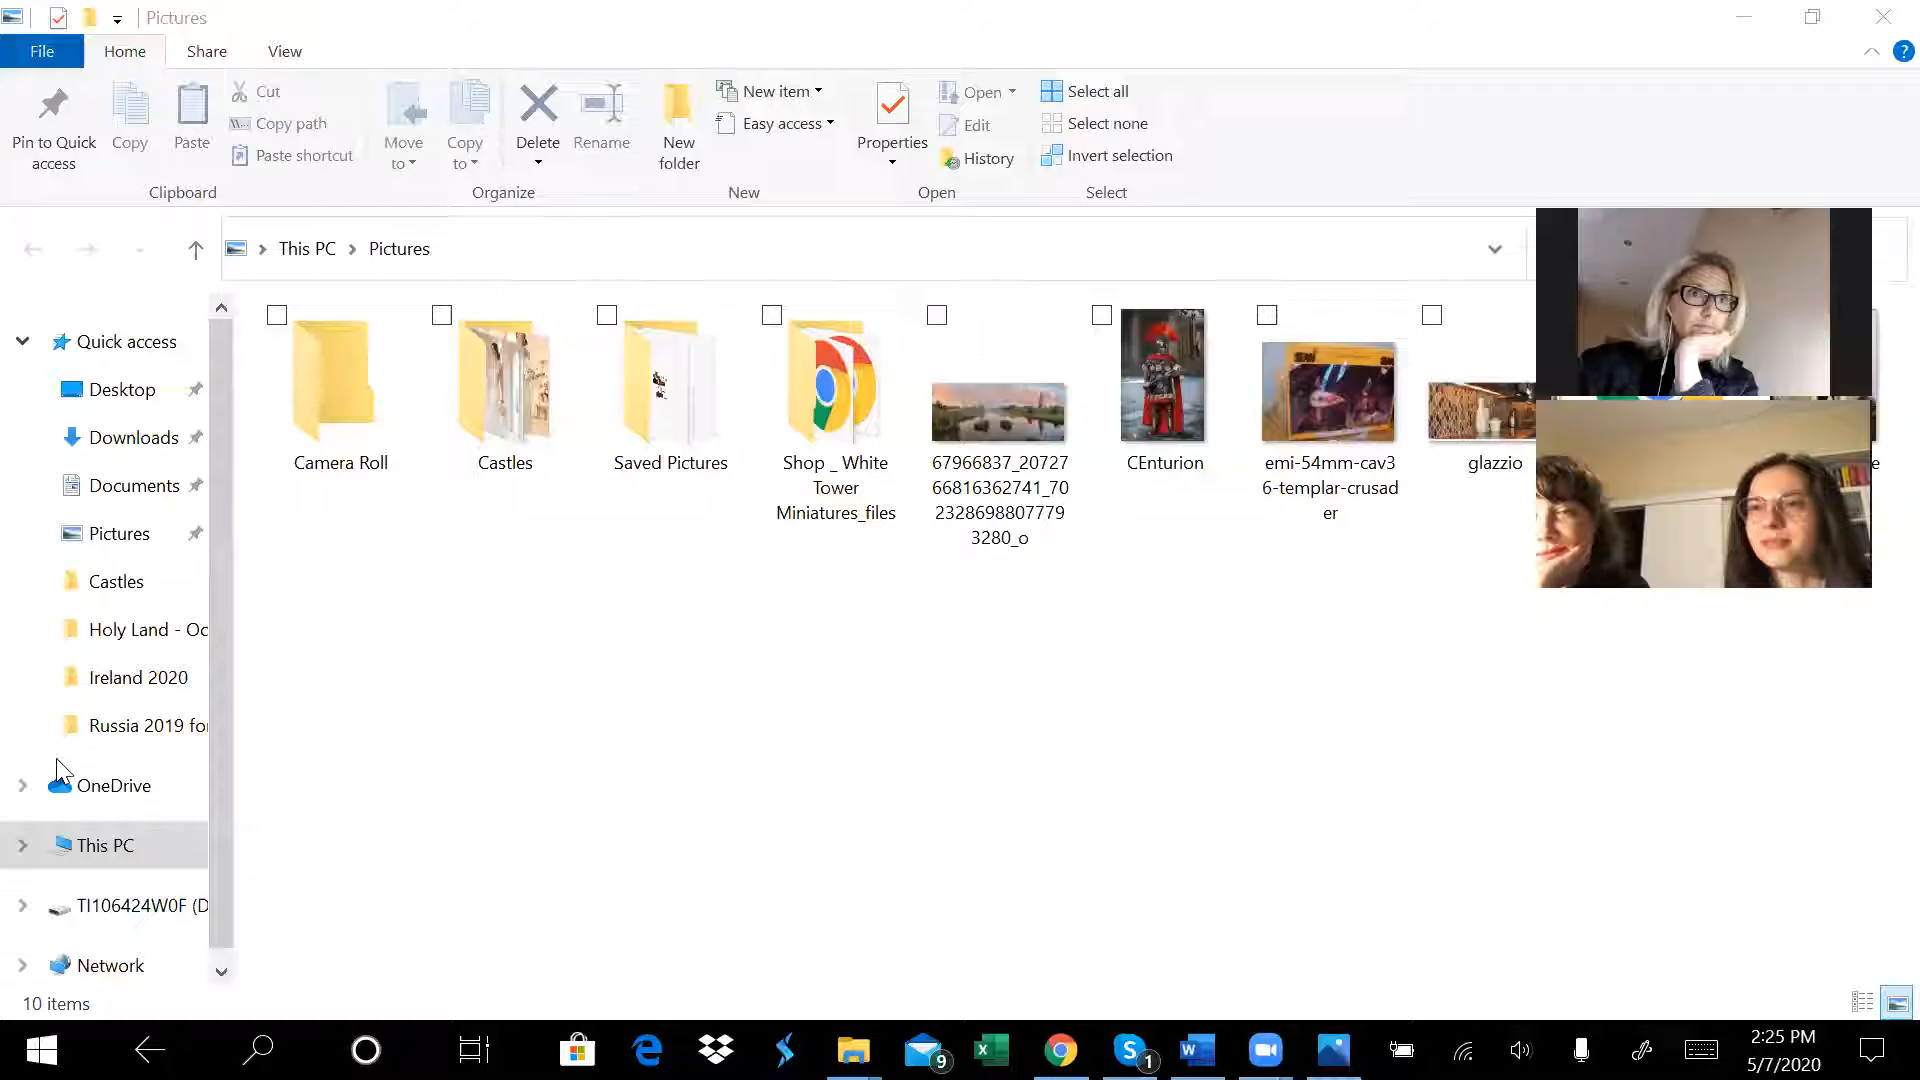 Pictures
File
Home
Share
View
Pin to Quick
access
Copy
Paste
Cut
Copy path
Paste shortcut
Clipboard
Move
to
Copy
to
Delete
Rename
Organize
New
folder
New item
Easy access
New
Properties
Open
Edit
History
Open
Select all
Select none
Invert selection
Select
This PC
Pictures
Quick access
Desktop
Downloads
Documents
Pictures
Castles
Holy Land - Oc
Ireland 2020
Russia 2019 fo
OneDrive
This PC
TI106424W0F (D
Network
Camera Roll
Castles
Saved Pictures
Shop _ White
Tower
Miniatures_files
67966837_20727
66816362741_70
2328698807779
3280_o
CEnturion
emi-54mm-cav3
6-templar-crusad
er
glazzio
e
10 items
9
1
2:25 PM
5/7/2020